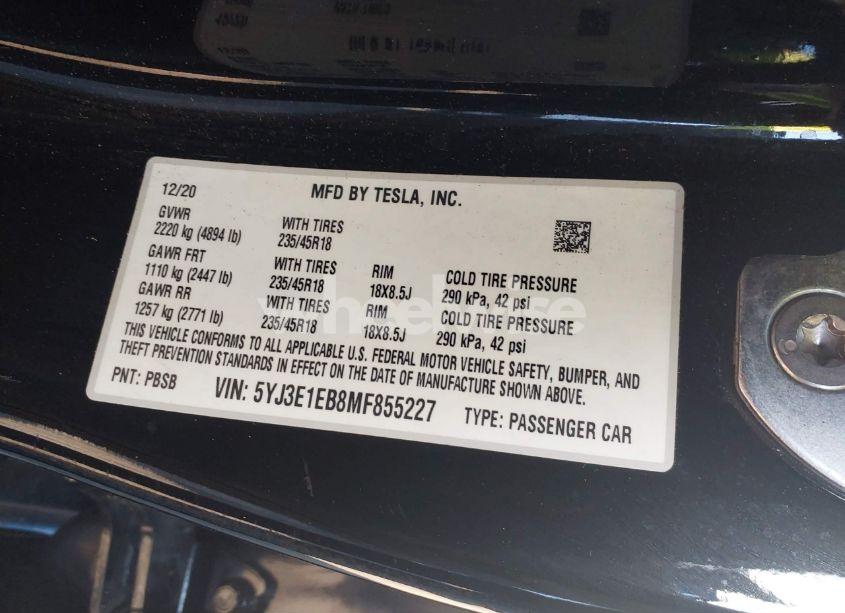 12/20 MFD BY TESLA, INC.
GVWR
2220 kg (4894 lb) WITH TIRES
235/45R18
GAWR FRT WITH TIRES RIM COLD TIRE PRESSURE
1110 kg (2447 lb) 235/45R18 18X8.5J 290 kPa, 42 psi
GAWR RR WITH TIRES RIM COLD TIRE PRESSURE
1257 kg (2771 lb) 235/45R18 18X8.5J 290 kPa, 42 psi
THIS VEHICLE CONFORMS TO ALL APPLICABLE U.S. FEDERAL MOTOR VEHICLE SAFETY, BUMPER, AND
THEFT PREVENTION STANDARDS IN EFFECT ON THE DATE OF MANUFACTURE SHOWN ABOVE.
PNT: PBSB VIN: 5YJ3E1EB8MF855227 TYPE: PASSENGER CAR